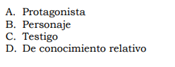 A. Protagonista
B. Personaje
C. Testigo
D. De conocimiento relativo